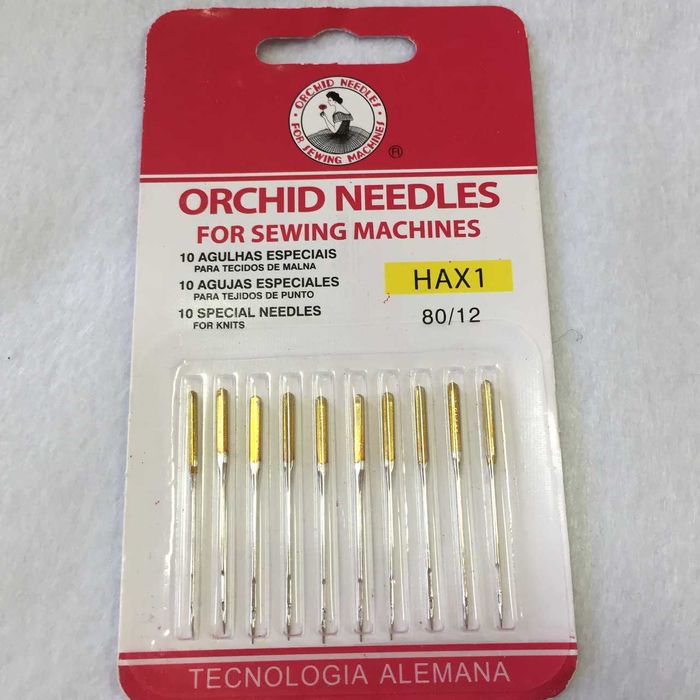 ORCHID NEEDLES
FOR SEWING MACHINES
ORCHID NEEDLES
FOR SEWING MACHINES
10 AGULHAS ESPECIAIS
PARA TECIDOS DE MALNA
10 AGUJAS ESPECIALES
PARA TEJIDOS DE PUNTO
10 SPECIAL NEEDLES
FOR KNITS
HAX1
80/12
TECNOLOGIA ALEMANA